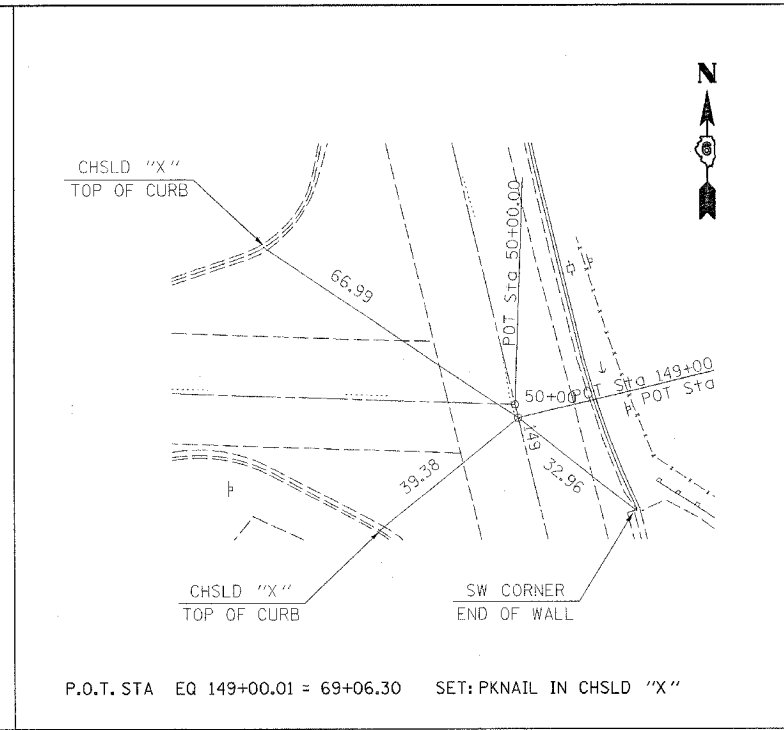 N
CHSLD "X"
TOP OF CURB
66.99
POT Sta 50+00.00
50+00
POT Sta 149+00
POT Sta
149
39.38
32.96
CHSLD "X"
TOP OF CURB
SW CORNER
END OF WALL
P.O.T. STA EQ 149+00.01 = 69+06.30 SET: PKNAIL IN CHSLD "X"